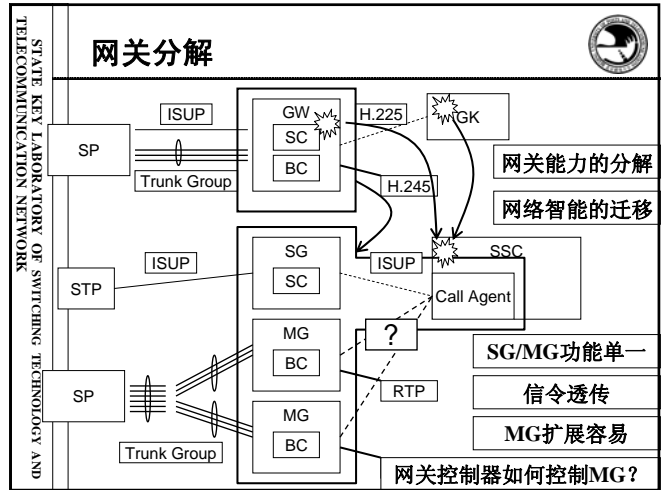 网关分解
STATE KEY LABORATORY OF SWITCHING TECHNOLOGY AND
TELECOMMUNICATION NETWORK
ISUP
SP
Trunk Group
GW
SC
BC
H.225
GK
H.245
网关能力的分解
网络智能的迁移
STP
ISUP
SG
SC
ISUP
SSC
Call Agent
?
MG
BC
RTP
SP
MG
BC
Trunk Group
SG/MG功能单一
信令透传
MG扩展容易
网关控制器如何控制MG?